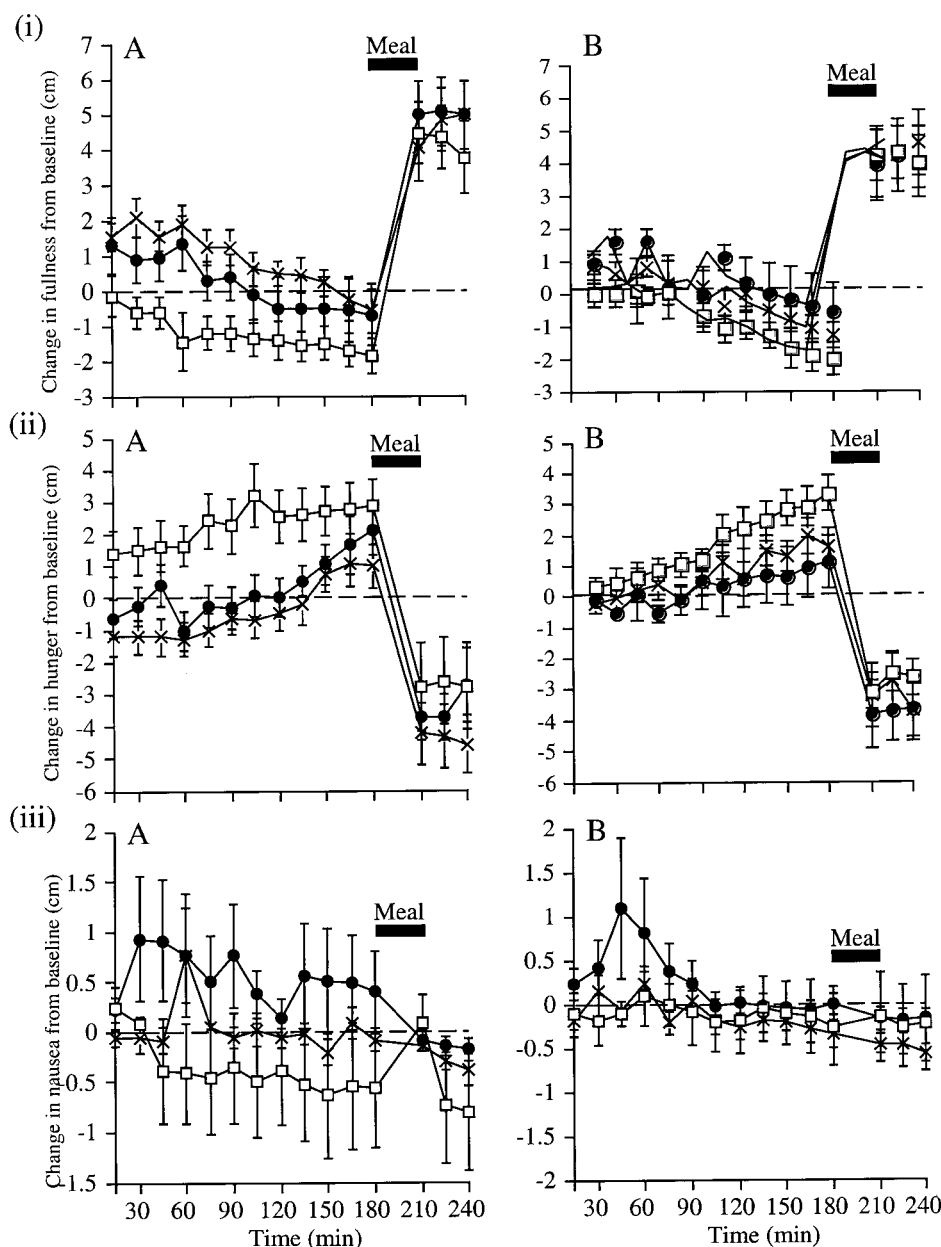 (i)
A
Meal
7
6
5
4
3
2
1
0
-1
-2
-3
Change in fullness from baseline (cm)
B
Meal
7
6
5
4
3
2
1
0
-1
-2
-3
(ii)
A
Meal
5
4
3
2
1
0
-1
-2
-3
-4
-5
-6
Change in hunger from baseline (cm)
B
Meal
5
4
3
2
1
0
-1
-2
-3
-4
-5
-6
(iii)
A
Meal
2
1.5
1
0.5
0
-0.5
-1
-1.5
Change in nausea from baseline (cm)
30 60 90 120 150 180 210 240
Time (min)
B
Meal
2
1.5
1
0.5
0
-0.5
-1
-1.5
-2
30 60 90 120 150 180 210 240
Time (min)